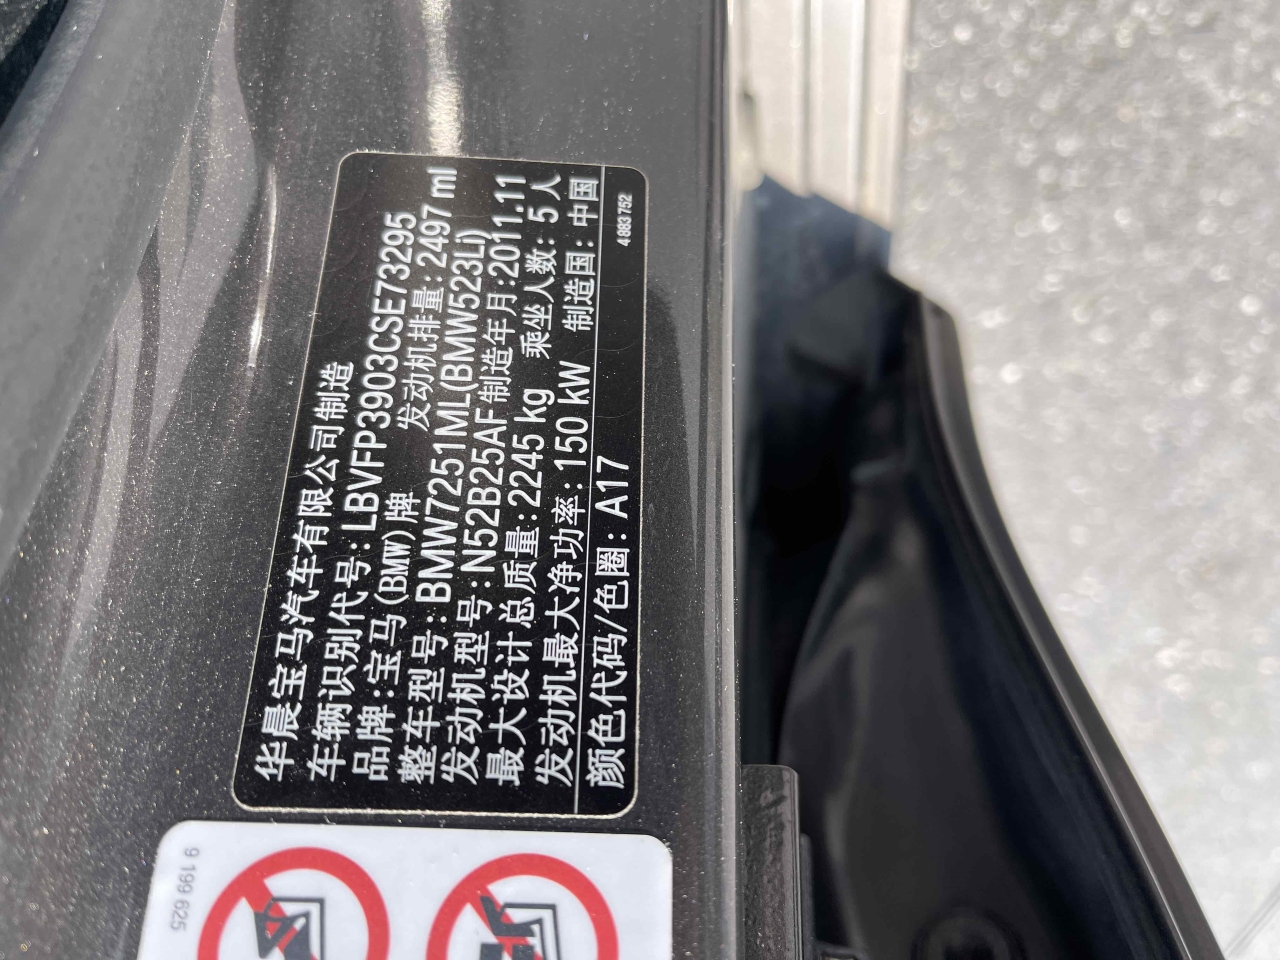 华晨宝马汽车有限公司制造
车辆识别代号:LBVFP3903CSE73295
品牌:宝马(BMW)牌 发动机排量:2497 ml
整车型号:BMW7251ML(BMW523Li)
发动机型号:N52B25AF 制造年月:2011.11
最大设计总质量:2245 kg 乘坐人数:5人
发动机最大净功率:150 kW 制造国:中国
颜色代码/色圈:A17
4 883 752
9 199 625